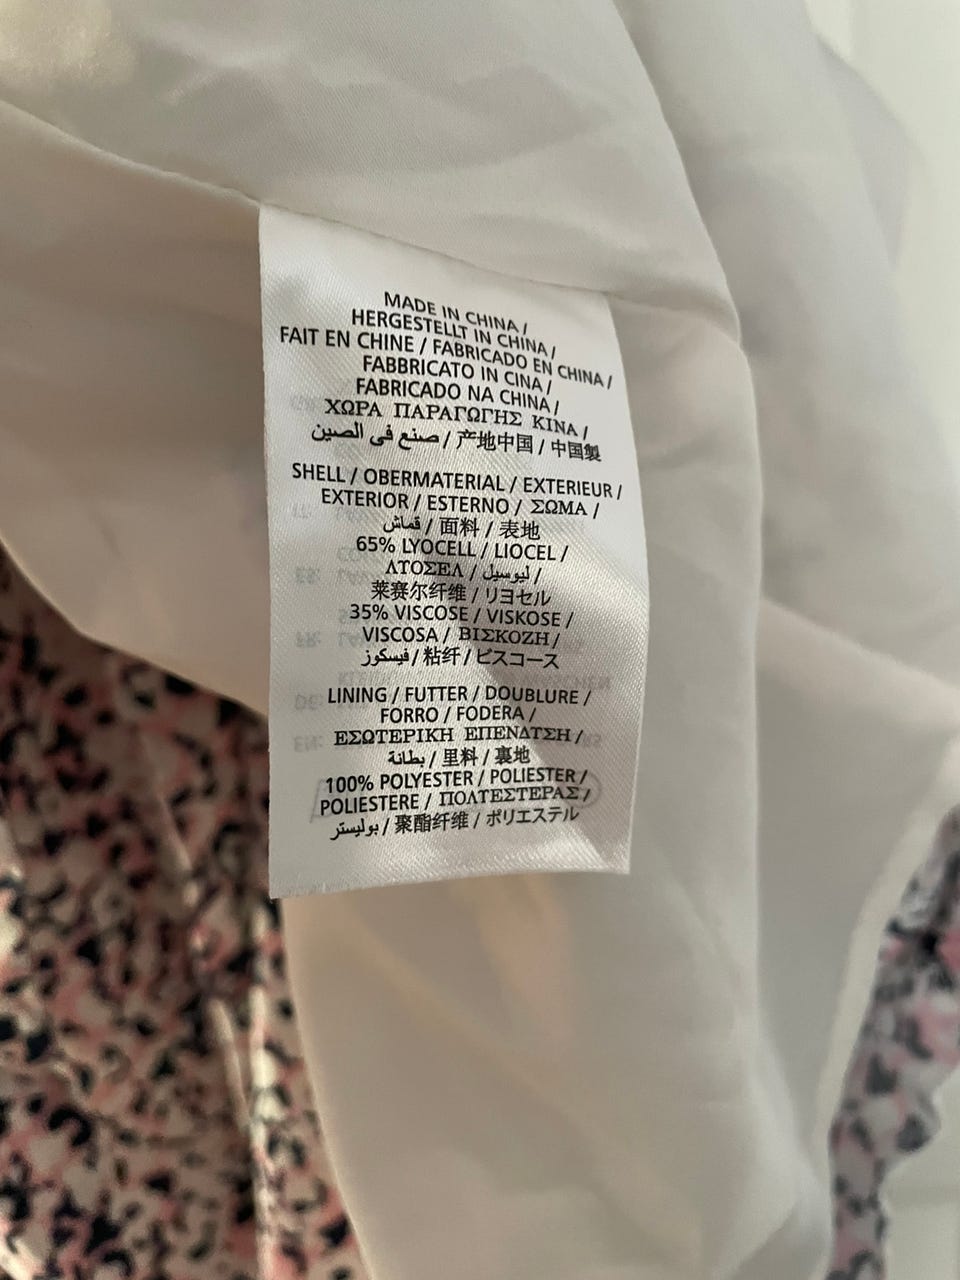 MADE IN CHINA /
HERGESTELLT IN CHINA /
FAIT EN CHINE / FABRICADO EN CHINA /
FABBRICATO IN CINA /
FABRICADO NA CHINA /
ΧΩΡΑ ΠΑΡΑΓΩΓΗΣ ΚΙΝΑ /
صنع فى الصين / 产地中国 / 中国製
SHELL / OBERMATERIAL / EXTERIEUR /
EXTERIOR / ESTERNO / ΣΩΜΑ /
قماش / 面料 / 表地
65% LYOCELL / LIOCEL /
ΛΤΟΣΕΛ / ليوسيل /
莱赛尔纤维 / リヨセル
35% VISCOSE / VISKOSE /
VISCOSA / ΒΙΣΚΟΖΗ /
فيسكوز / 粘纤 / ビスコース
LINING / FUTTER / DOUBLURE /
FORRO / FODERA /
ΕΣΩΤΕΡΙΚΗ ΕΠΕΝΔΤΣΗ /
بطانة / 里料 / 裏地
100% POLYESTER / POLIESTER /
POLIESTERE / ΠΟΛΤΕΣΤΕΡΑΣ /
بوليستر / 聚酯纤维 / ポリエステル